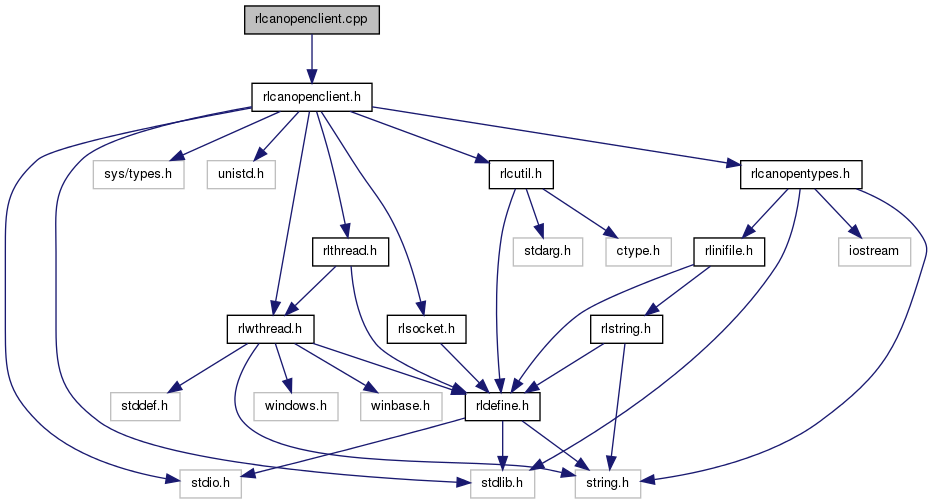 rlcanopenclient.cpp
rlcanopenclient.h
sys/types.h
unistd.h
rlcutil.h
rlcanopentypes.h
rlthread.h
stdarg.h
ctype.h
rlinifile.h
iostream
rlwthread.h
rlsocket.h
rlstring.h
stddef.h
windows.h
winbase.h
rldefine.h
stdio.h
stdlib.h
string.h